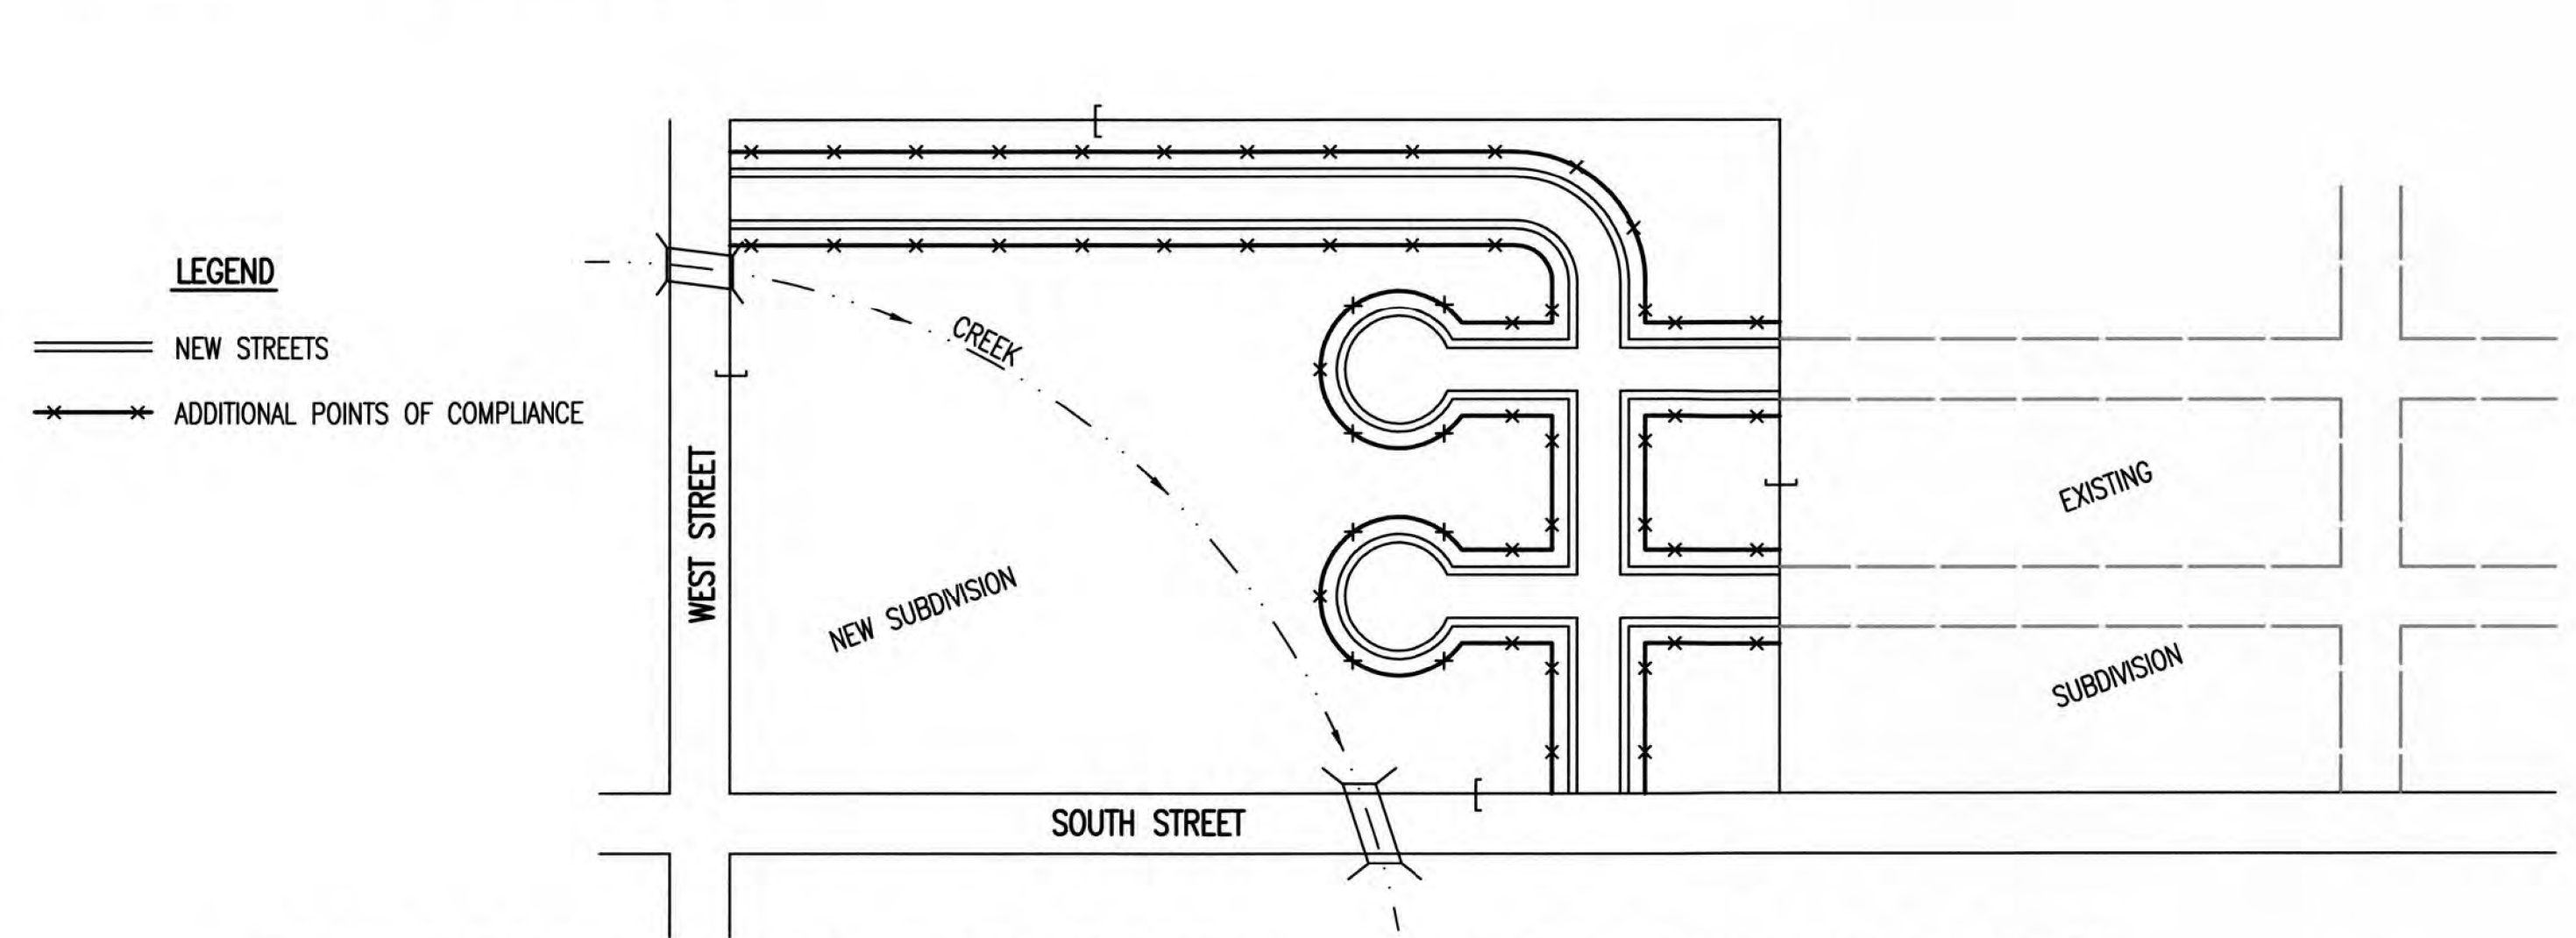 LEGEND
NEW STREETS
ADDITIONAL POINTS OF COMPLIANCE
CREEK
WEST STREET
NEW SUBDIVISION
SOUTH STREET
EXISTING
SUBDIVISION